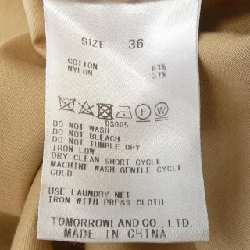 SIZE 36
COTTON
NYLON
DO NOT WASH
DO NOT BLEACH
DO NOT TUMBLE DRY
IRON LOW
DRY CLEAN SHORT CYCLE
MACHINE WASH GENTLE CYCLE
COLD
USE LAUNDRY NET
IRON WITH PRESS CLOTH
TOMORROWLAND CO., LTD.
MADE IN CHINA